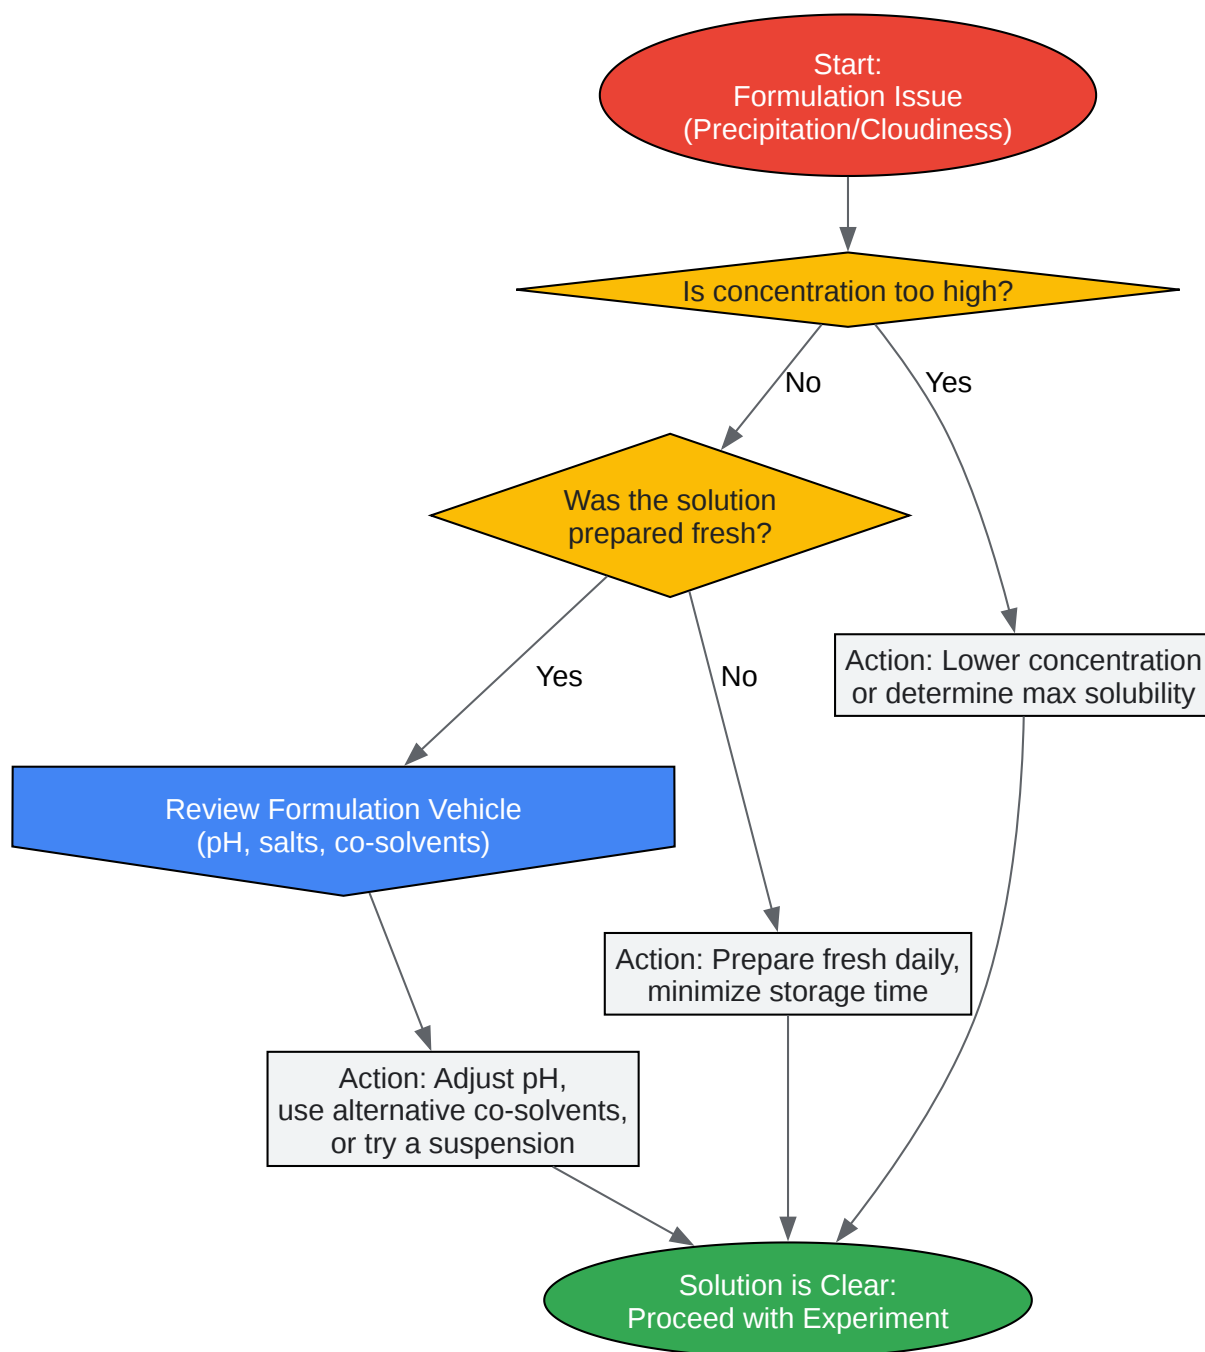 Start:
Formulation Issue
(Precipitation/Cloudiness)
Is concentration too high?
No
Yes
Was the solution
prepared fresh?
Yes
No
Action: Lower concentration
or determine max solubility
Review Formulation Vehicle
(pH, salts, co-solvents)
Action: Prepare fresh daily,
minimize storage time
Action: Adjust pH,
use alternative co-solvents,
or try a suspension
Solution is Clear:
Proceed with Experiment